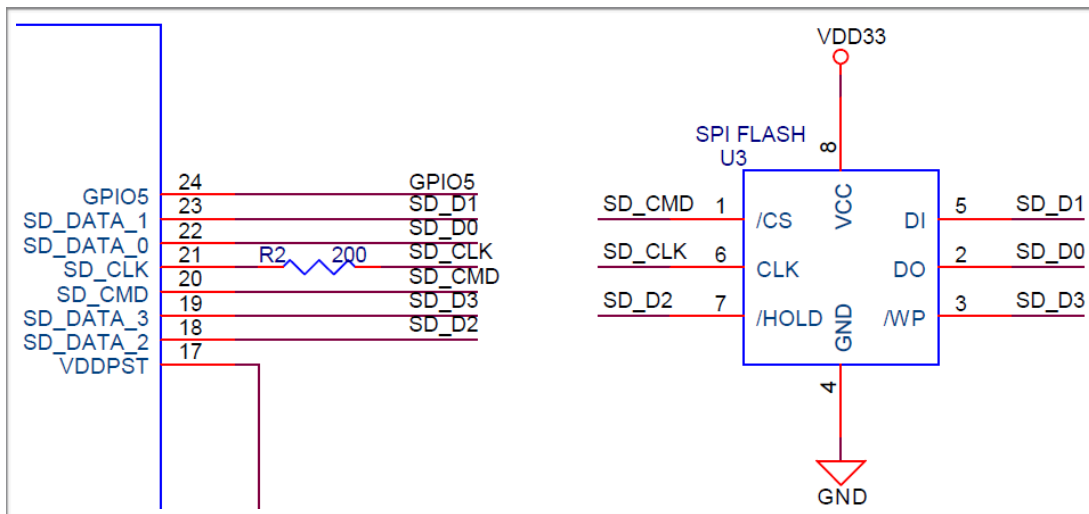 GPIO5 24 GPIO5
SD_DATA_1 23 SD_D1
SD_DATA_0 22 SD_D0
SD_CLK 21 R2 200 SD_CLK
SD_CMD 20 SD_CMD
SD_DATA_3 19 SD_D3
SD_DATA_2 18 SD_D2
VDDPST 17
VDD33
SPI FLASH
U3
8
VCC
SD_CMD 1 /CS DI 5 SD_D1
SD_CLK 6 CLK DO 2 SD_D0
SD_D2 7 /HOLD /WP 3 SD_D3
GND
4
GND